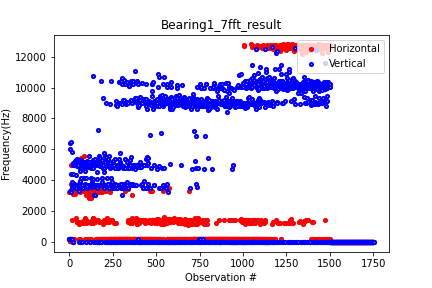 Bearing1_7fft_result
Horizontal
Vertical
Frequency(Hz)
12000
10000
8000
6000
4000
2000
0
0 250 500 750 1000 1250 1500 1750
Observation #